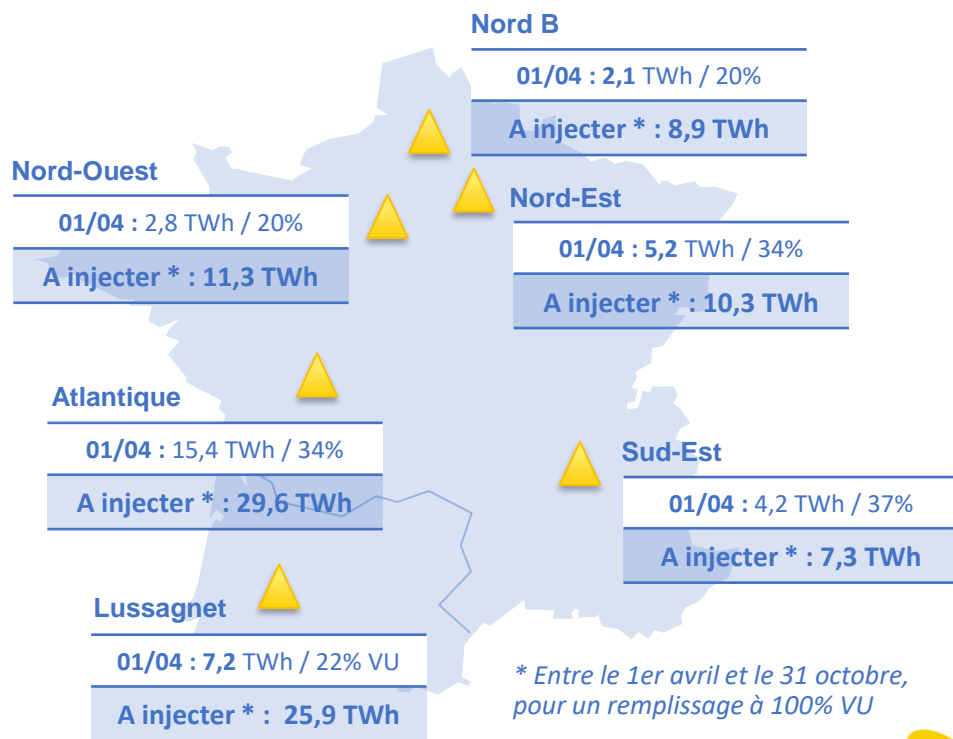 Nord B
01/04 : 2,1 TWh / 20%
A injecter * : 8,9 TWh
Nord-Ouest
01/04 : 2,8 TWh / 20%
A injecter * : 11,3 TWh
Nord-Est
01/04 : 5,2 TWh / 34%
A injecter * : 10,3 TWh
Atlantique
01/04 : 15,4 TWh / 34%
A injecter * : 29,6 TWh
Sud-Est
01/04 : 4,2 TWh / 37%
A injecter * : 7,3 TWh
Lussagnet
01/04 : 7,2 TWh / 22% VU
A injecter * : 25,9 TWh
* Entre le 1er avril et le 31 octobre,
pour un remplissage à 100% VU